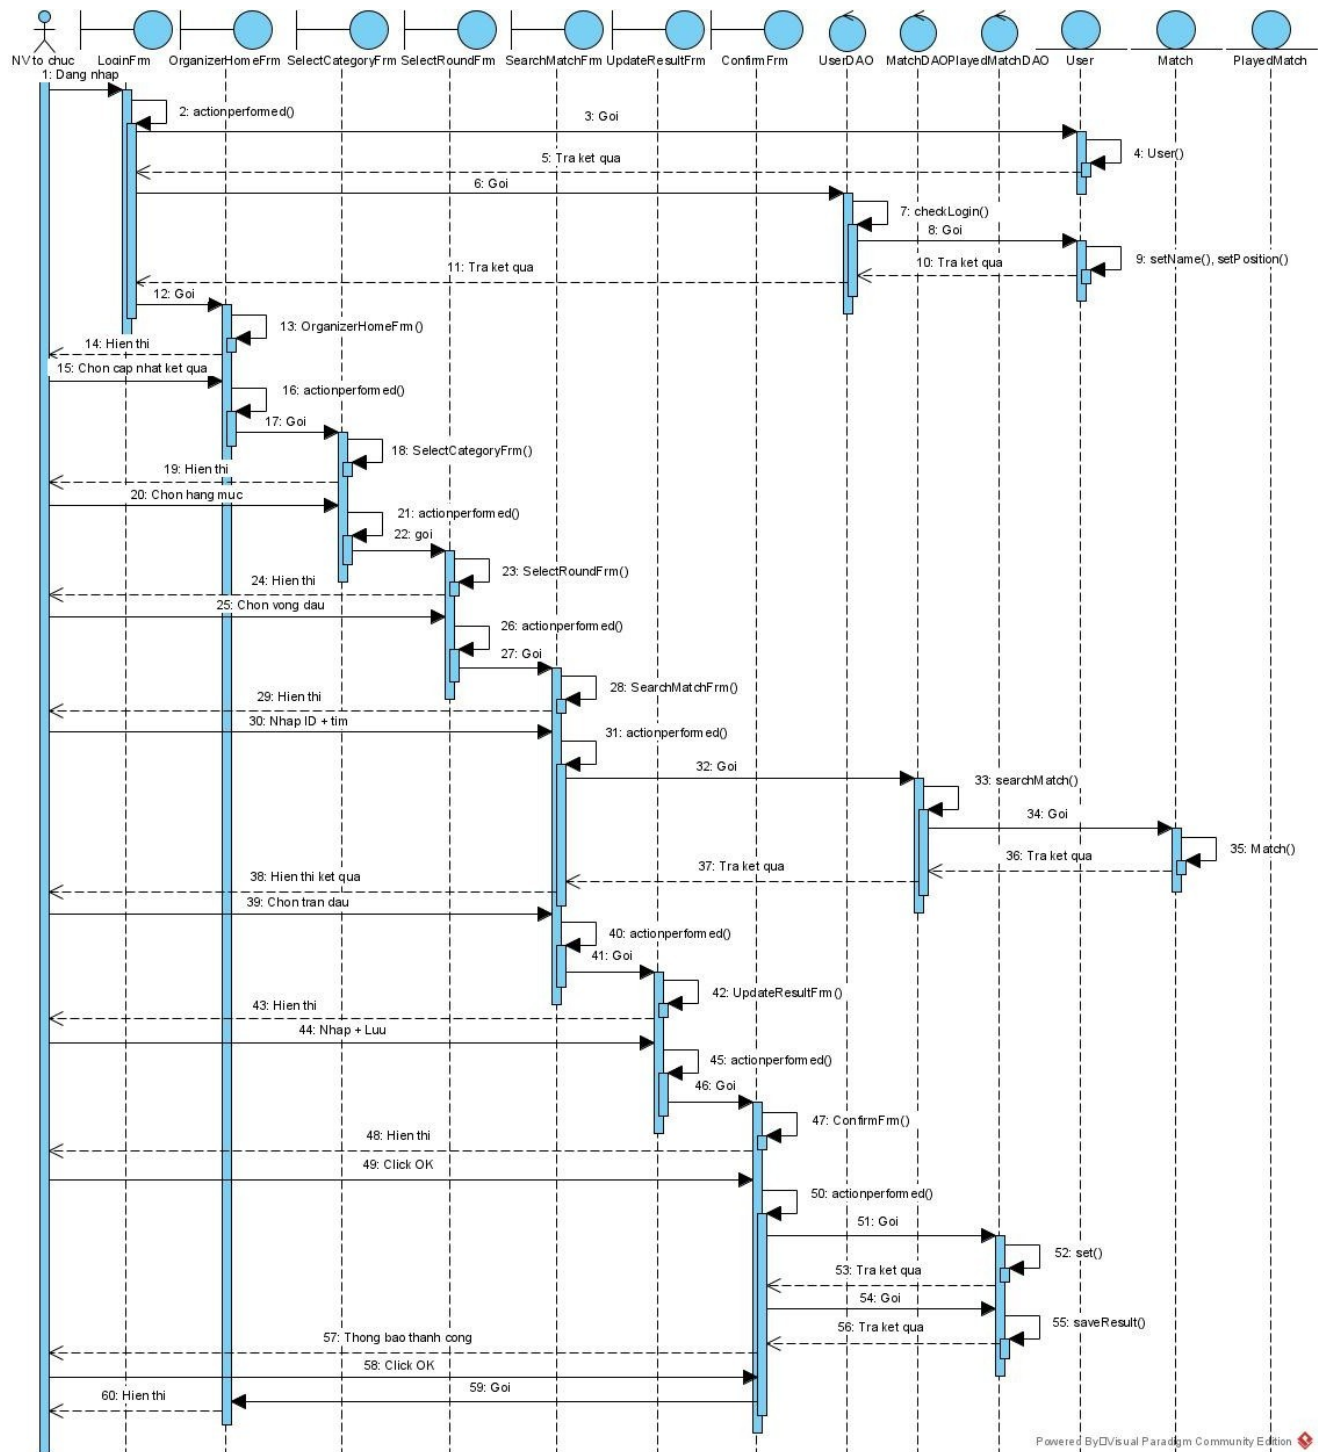 NV to chuc LoginFrm OrganizerHomeFrm SelectCategoryFrm SelectRoundFrm SearchMatchFrm UpdateResultFrm ConfirmFrm UserDAO MatchDAO PlayedMatchDAO User Match PlayedMatch
1: Dang nhap
2: actionperformed()
3: Goi
4: User()
5: Tra ket qua
6: Goi
7: checkLogin()
8: Goi
9: setName(), setPosition()
10: Tra ket qua
11: Tra ket qua
12: Goi
13: OrganizerHomeFrm()
14: Hien thi
15: Chon cap nhat ket qua
16: actionperformed()
17: Goi
18: SelectCategoryFrm()
19: Hien thi
20: Chon hang muc
21: actionperformed()
22: goi
23: SelectRoundFrm()
24: Hien thi
25: Chon vong dau
26: actionperformed()
27: Goi
28: SearchMatchFrm()
29: Hien thi
30: Nhap ID + tim
31: actionperformed()
32: Goi
33: searchMatch()
34: Goi
35: Match()
36: Tra ket qua
37: Tra ket qua
38: Hien thi ket qua
39: Chon tran dau
40: actionperformed()
41: Goi
42: UpdateResultFrm()
43: Hien thi
44: Nhap + Luu
45: actionperformed()
46: Goi
47: ConfirmFrm()
48: Hien thi
49: Click OK
50: actionperformed()
51: Goi
52: set()
53: Tra ket qua
54: Goi
55: saveResult()
56: Tra ket qua
57: Thong bao thanh cong
58: Click OK
59: Goi
60: Hien thi
Powered By Visual Paradigm Community Edition